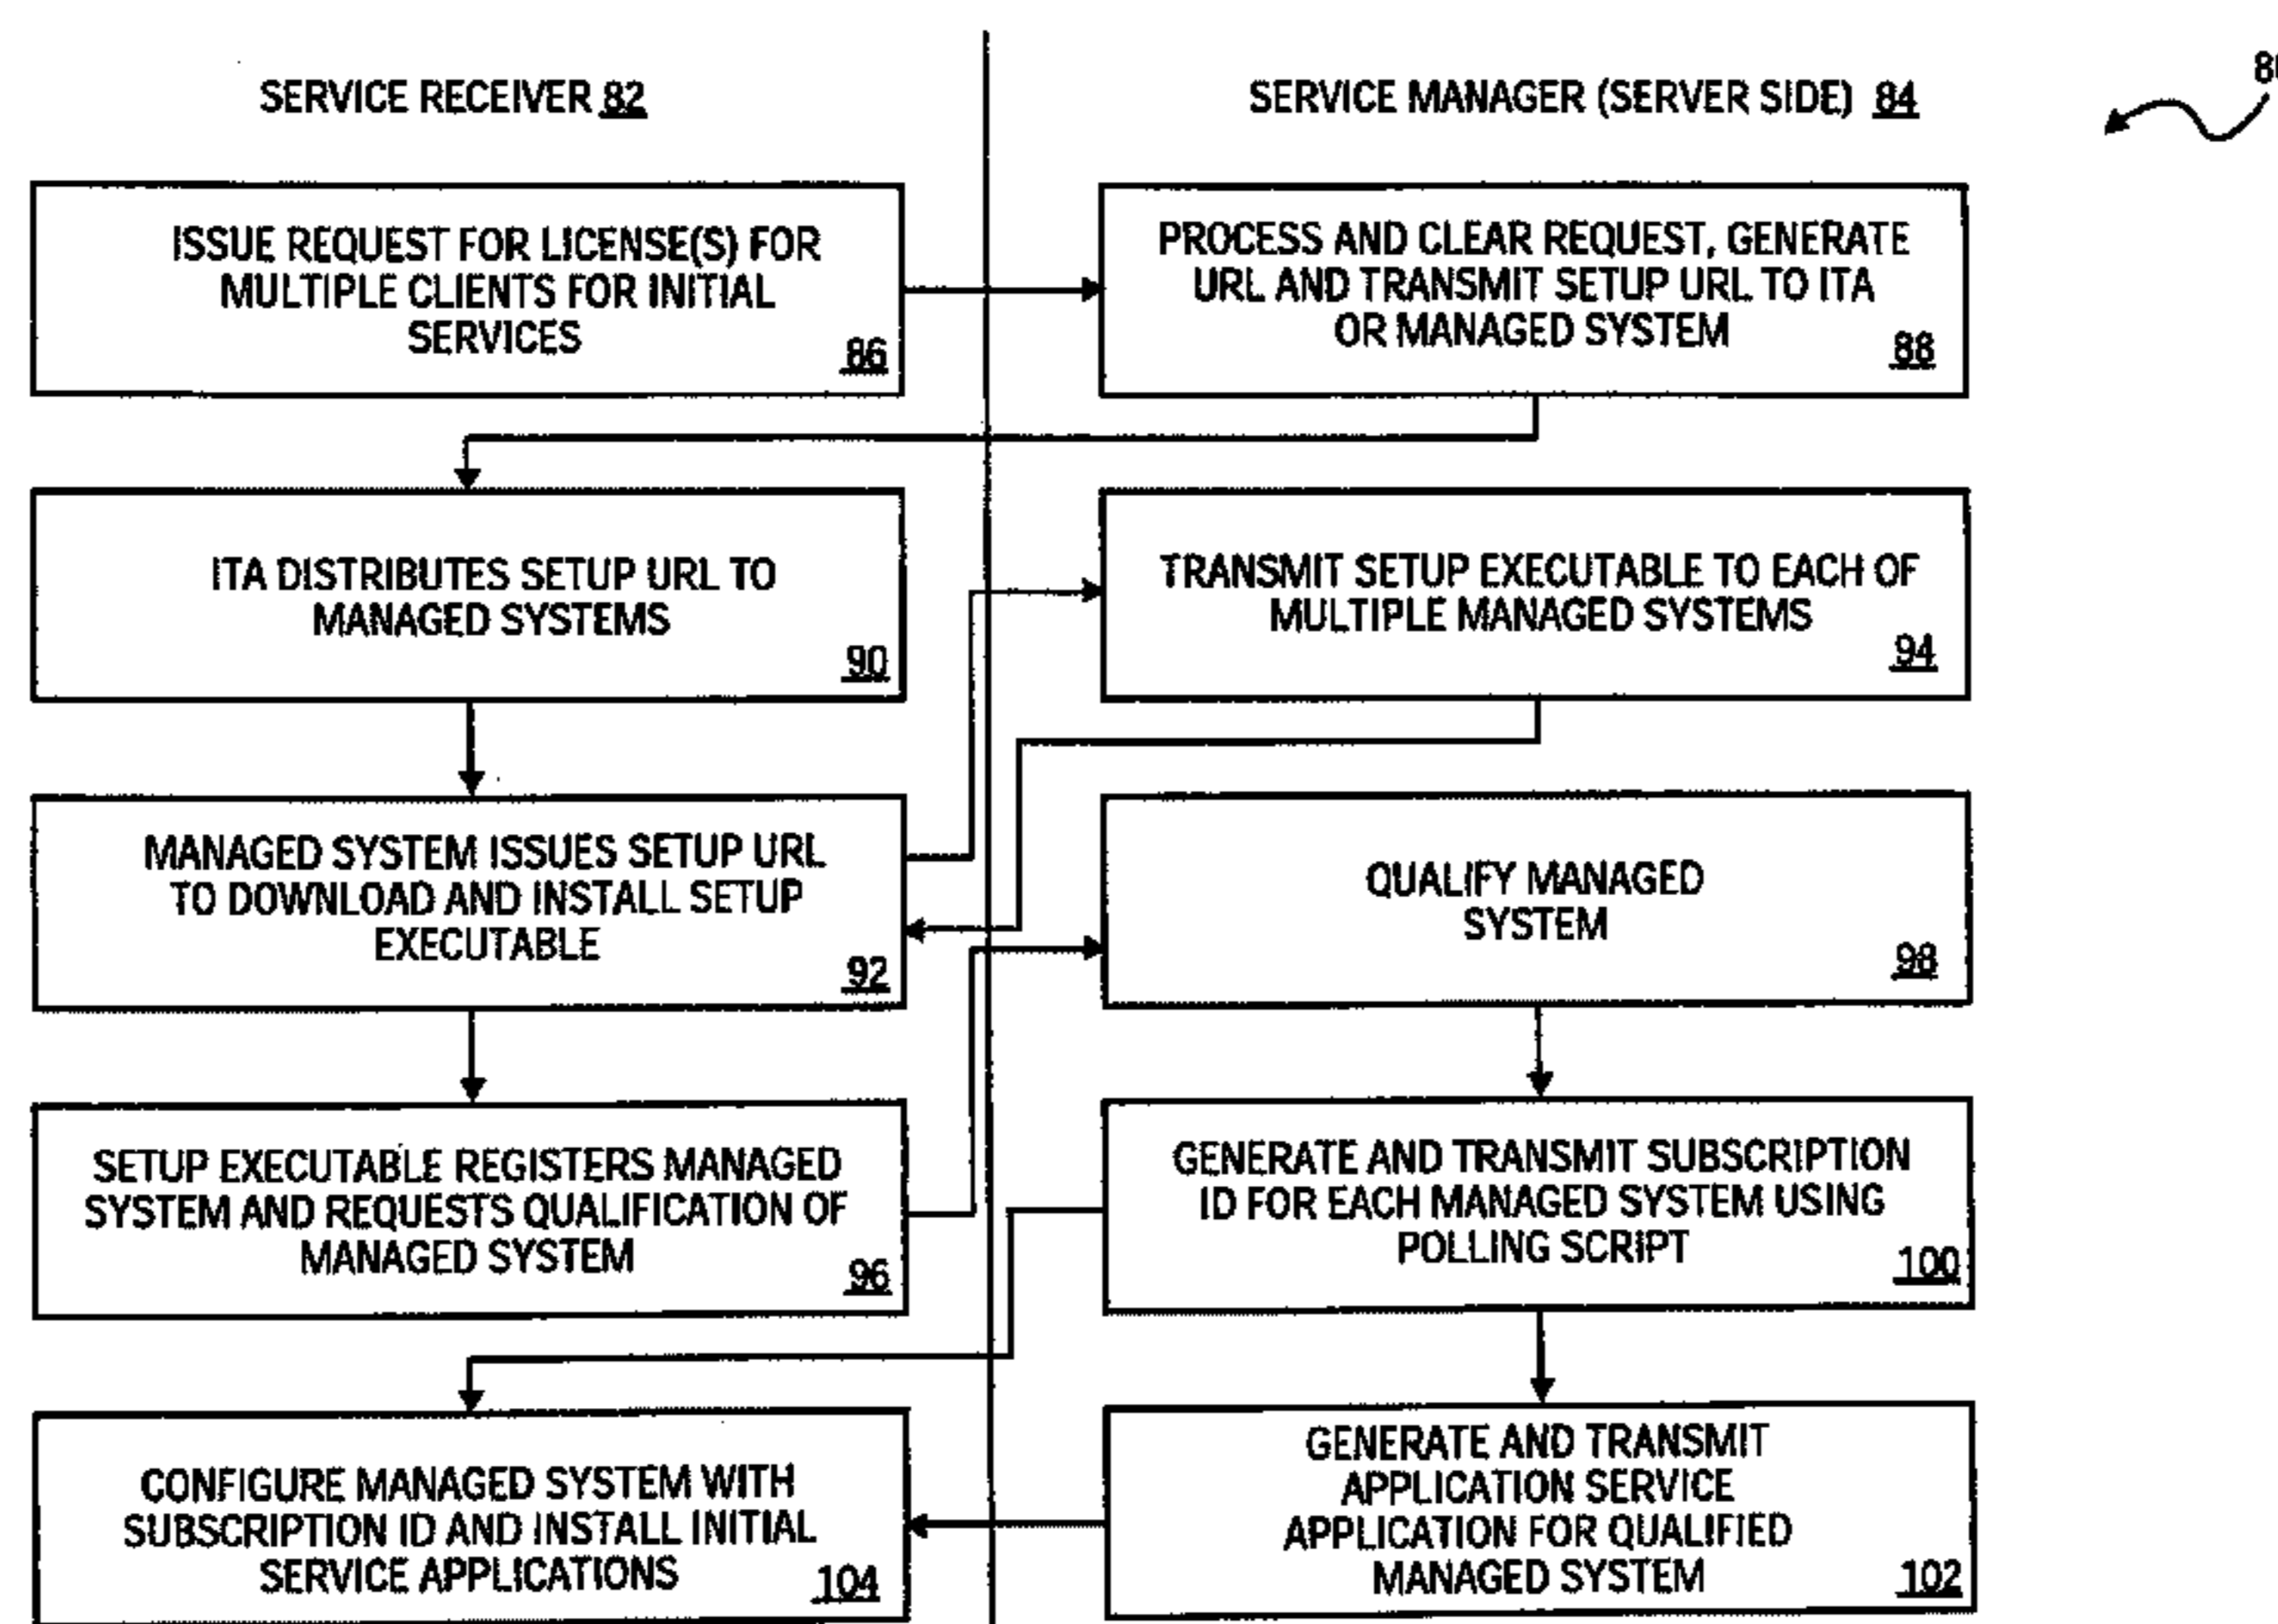 SERVICE RECEIVER 82
SERVICE MANAGER (SERVER SIDE) 84
ISSUE REQUEST FOR LICENSE(S) FOR
MULTIPLE CLIENTS FOR INITIAL
SERVICES
86
PROCESS AND CLEAR REQUEST, GENERATE
URL AND TRANSMIT SETUP URL TO ITA
OR MANAGED SYSTEM
88
ITA DISTRIBUTES SETUP URL TO
MANAGED SYSTEMS
90
TRANSMIT SETUP EXECUTABLE TO EACH OF
MULTIPLE MANAGED SYSTEMS
94
MANAGED SYSTEM ISSUES SETUP URL
TO DOWNLOAD AND INSTALL SETUP
EXECUTABLE
92
QUALIFY MANAGED
SYSTEM
98
SETUP EXECUTABLE REGISTERS MANAGED
SYSTEM AND REQUESTS QUALIFICATION OF
MANAGED SYSTEM
96
GENERATE AND TRANSMIT SUBSCRIPTION
ID FOR EACH MANAGED SYSTEM USING
POLLING SCRIPT
100
CONFIGURE MANAGED SYSTEM WITH
SUBSCRIPTION ID AND INSTALL INITIAL
SERVICE APPLICATIONS
104
GENERATE AND TRANSMIT
APPLICATION SERVICE
APPLICATION FOR QUALIFIED
MANAGED SYSTEM
102